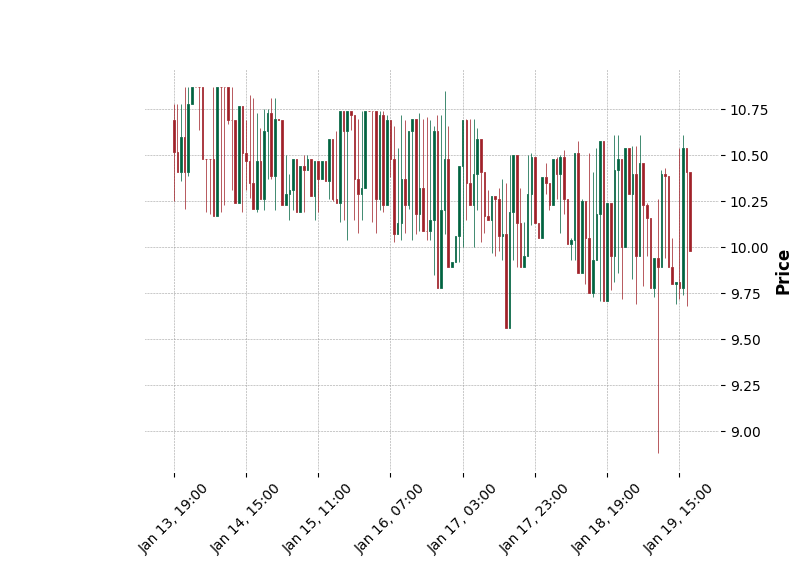 10.75
10.50
10.25
10.00
9.75
9.50
9.25
9.00
Price
Jan 13, 19:00
Jan 14, 15:00
Jan 15, 11:00
Jan 16, 07:00
Jan 17, 03:00
Jan 17, 23:00
Jan 18, 19:00
Jan 19, 15:00